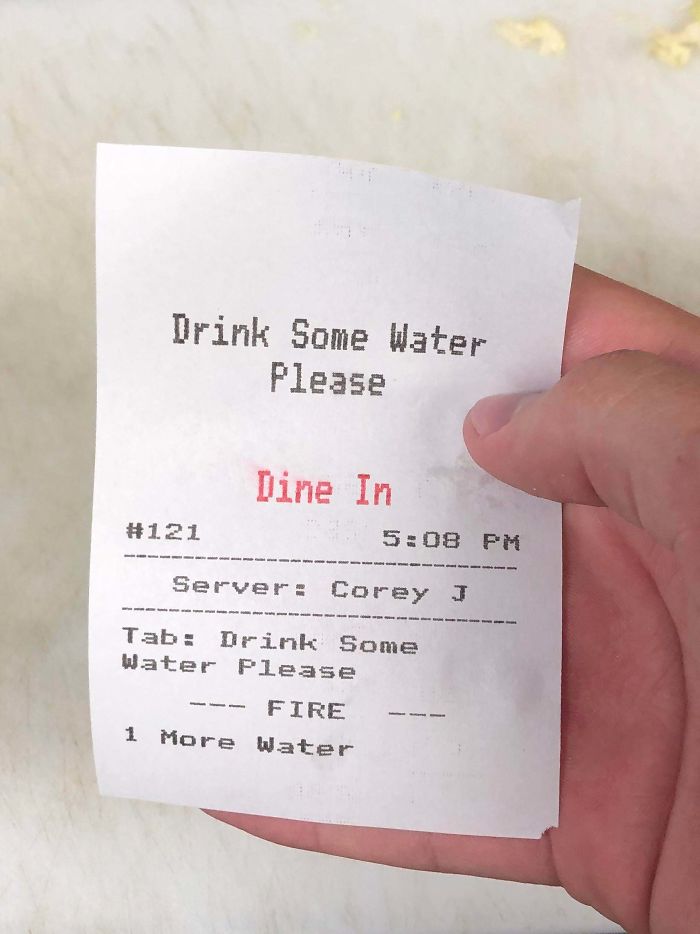 Drink Some Water
Please
Dine In
#121 5:08 PM
Server: Corey J
Tab: Drink Some
Water Please
--- FIRE ---
1 More Water